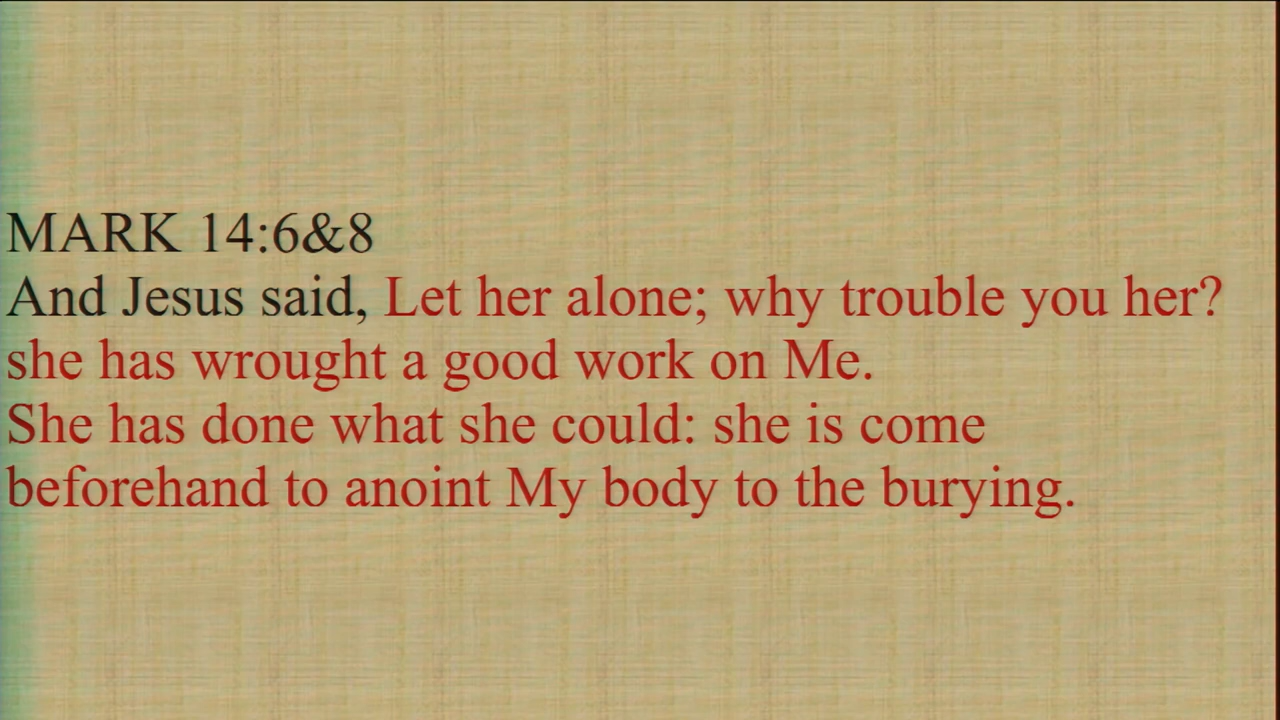 MARK 14:6&8
And Jesus said, Let her alone; why trouble you her?
she has wrought a good work on Me.
She has done what she could: she is come
beforehand to anoint My body to the burying.